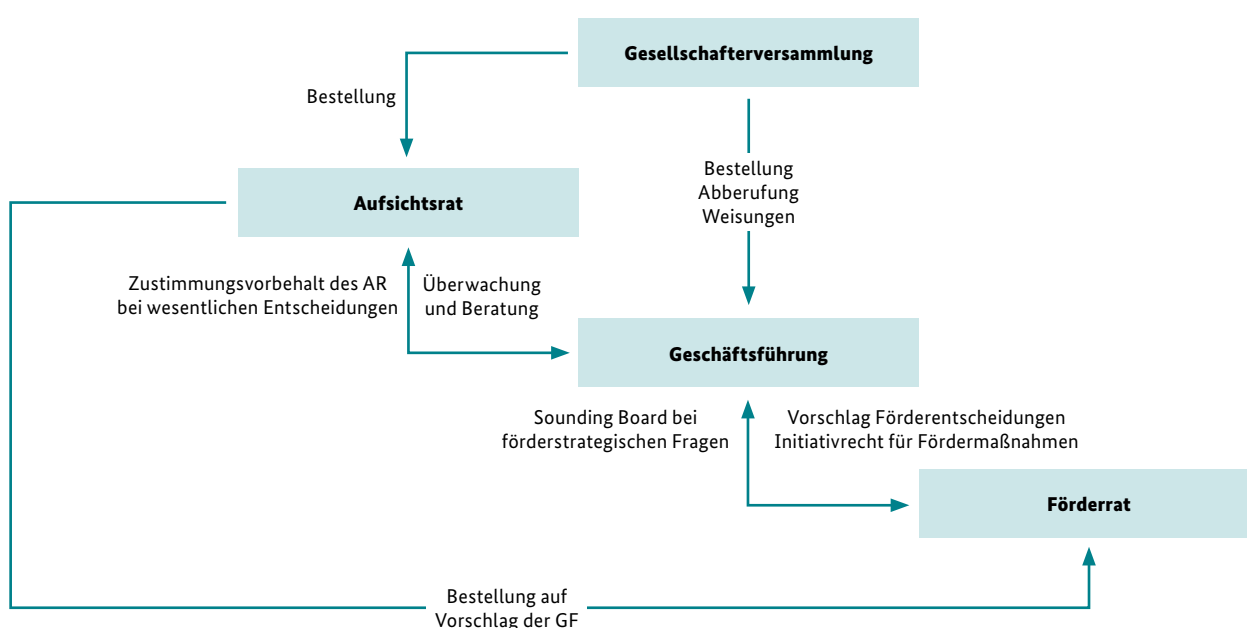 Gesellschafterversammlung
Bestellung
Bestellung
Abberufung
Weisungen
Aufsichtsrat
Zustimmungsvorbehalt des AR
bei wesentlichen Entscheidungen
Überwachung
und Beratung
Geschäftsführung
Sounding Board bei
förderstrategischen Fragen
Vorschlag Förderentscheidungen
Initiativrecht für Fördermaßnahmen
Förderrat
Bestellung auf
Vorschlag der GF